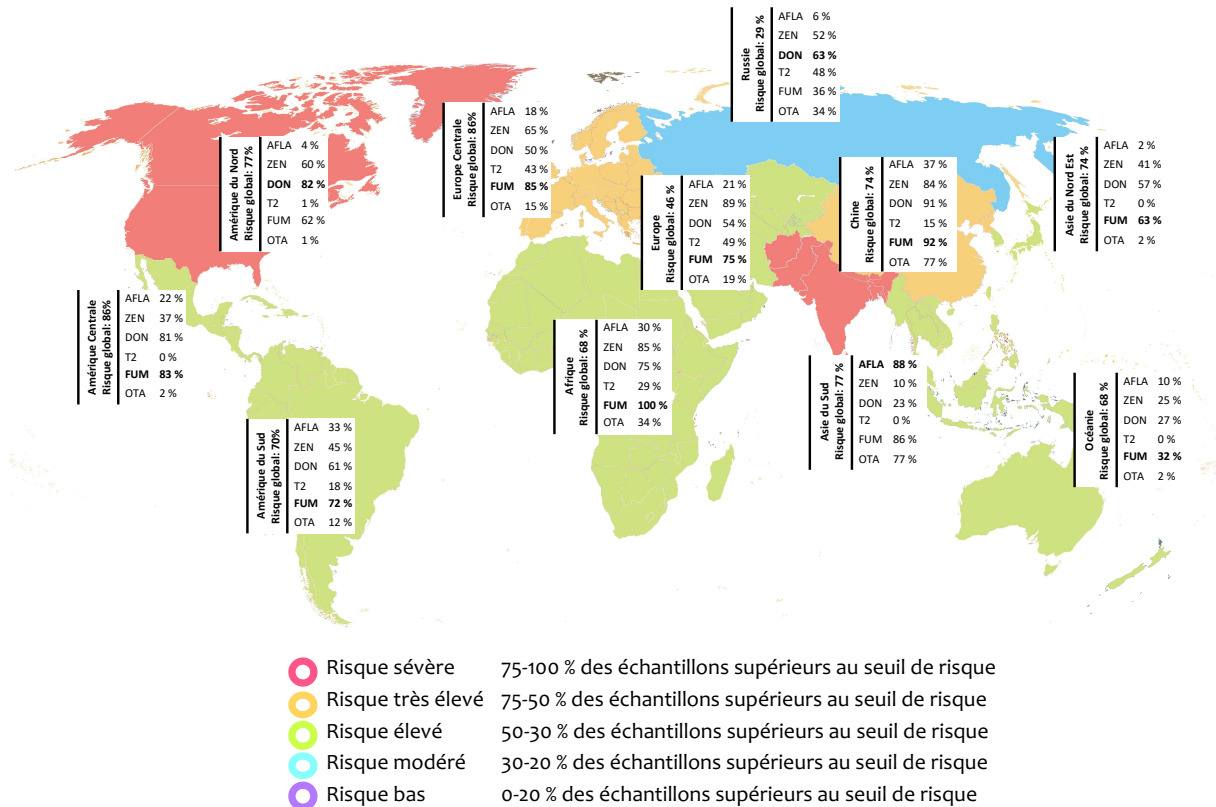 Russie
Risque global: 29 %
AFLA 6 %
ZEN 52 %
DON 63 %
T2 48 %
FUM 36 %
OTA 34 %
Europe Centrale
Risque global: 86%
AFLA 18 %
ZEN 65 %
DON 50 %
T2 43 %
FUM 85 %
OTA 15 %
Amérique du Nord
Risque global: 77%
AFLA 4 %
ZEN 60 %
DON 82 %
T2 1 %
FUM 62 %
OTA 1 %
Asie du Nord Est
Risque global: 74 %
AFLA 2 %
ZEN 41 %
DON 57 %
T2 0 %
FUM 63 %
OTA 2 %
Chine
Risque global: 74 %
AFLA 37 %
ZEN 84 %
DON 91 %
T2 15 %
FUM 92 %
OTA 77 %
Europe
Risque global: 46 %
AFLA 21 %
ZEN 89 %
DON 54 %
T2 49 %
FUM 75 %
OTA 19 %
Amérique Centrale
Risque global: 86%
AFLA 22 %
ZEN 37 %
DON 81 %
T2 0 %
FUM 83 %
OTA 2 %
Afrique
Risque global: 68 %
AFLA 30 %
ZEN 85 %
DON 75 %
T2 29 %
FUM 100 %
OTA 34 %
Asie du Sud
Risque global: 77 %
AFLA 88 %
ZEN 10 %
DON 23 %
T2 0 %
FUM 86 %
OTA 77 %
Océanie
Risque global: 68 %
AFLA 10 %
ZEN 25 %
DON 27 %
T2 0 %
FUM 32 %
OTA 2 %
Amérique du Sud
Risque global: 70%
AFLA 33 %
ZEN 45 %
DON 61 %
T2 18 %
FUM 72 %
OTA 12 %
Risque sévère 75-100 % des échantillons supérieurs au seuil de risque
Risque très élevé 75-50 % des échantillons supérieurs au seuil de risque
Risque élevé 50-30 % des échantillons supérieurs au seuil de risque
Risque modéré 30-20 % des échantillons supérieurs au seuil de risque
Risque bas 0-20 % des échantillons supérieurs au seuil de risque